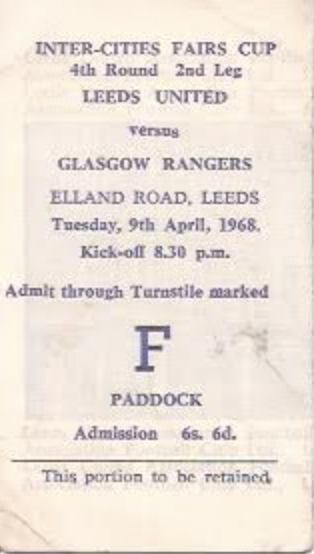 INTER-CITIES FAIRS CUP
4th Round 2nd Leg
LEEDS UNITED
versus
GLASGOW RANGERS
ELLAND ROAD, LEEDS
Tuesday, 9th April, 1968.
Kick-off 8.30 p.m.
Admit through Turnstile marked
F
PADDOCK
Admission 6s. 6d.
This portion to be retained